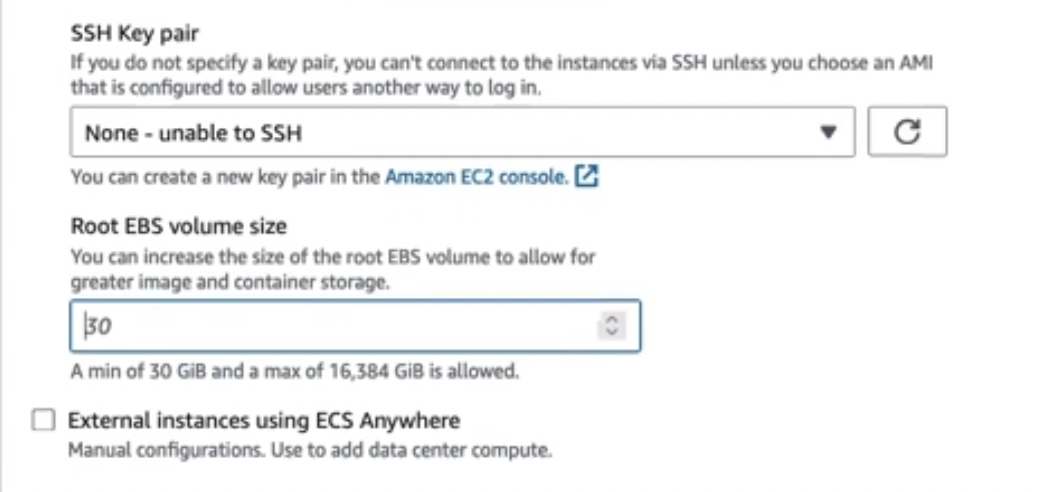 SSH Key pair
If you do not specify a key pair, you can't connect to the instances via SSH unless you choose an AMI
that is configured to allow users another way to log in.
None - unable to SSH
You can create a new key pair in the Amazon EC2 console.
Root EBS volume size
You can increase the size of the root EBS volume to allow for
greater image and container storage.
30
A min of 30 GiB and a max of 16,384 GiB is allowed.
External instances using ECS Anywhere
Manual configurations. Use to add data center compute.